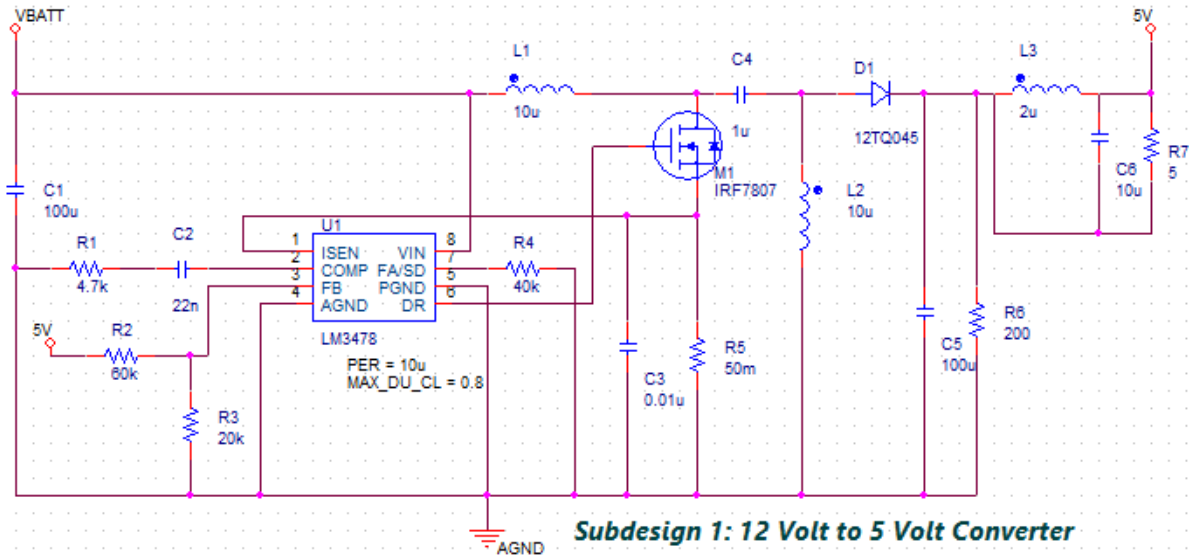 VBATT
5V
L1
10u
C4
1u
D1
12TQ045
L3
2u
C6
10u
R7
5
M1
IRF7807
L2
10u
C1
100u
R1
4.7k
C2
22n
U1
1 ISEN VIN 8
2 COMP FA/SD 7
3 FB PGND 5
4 AGND DR 6
LM3478
PER = 10u
MAX_DU_CL = 0.8
R4
40k
5V
R2
60k
R3
20k
C3
0.01u
R5
50m
C5
100u
R6
200
AGND
Subdesign 1: 12 Volt to 5 Volt Converter